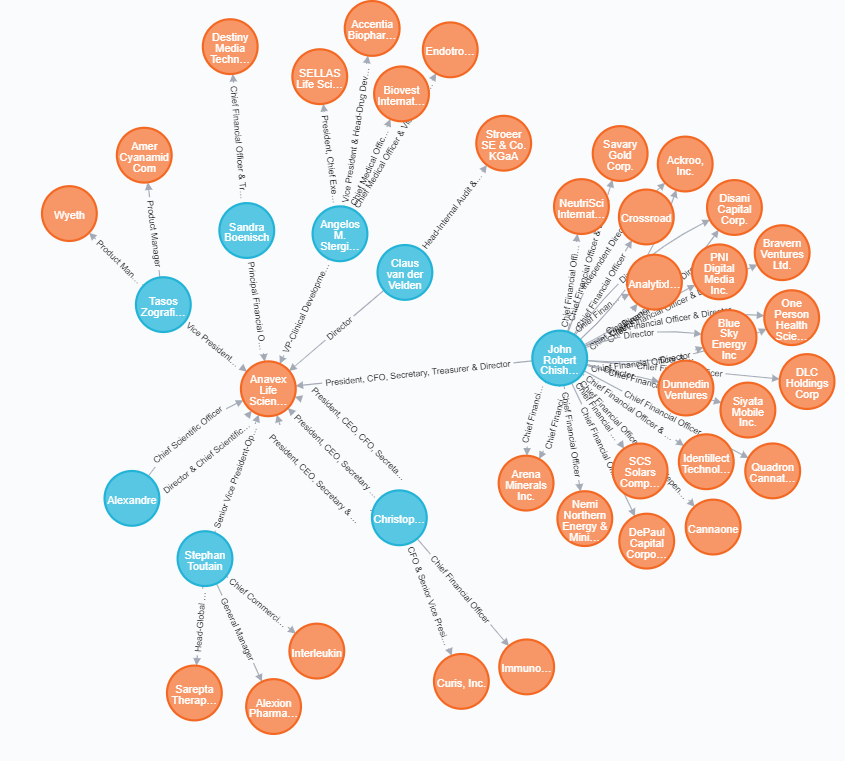 Destiny
Media
Techn…
Accentia
Biophar…
Endotro…
SELLAS
Life Sci…
Biovest
Internat…
Stroeer
SE & Co.
KGaA
Savary
Gold
Corp.
Ackroo,
Inc.
Amer
Cyanamid
Com
Wyeth
NeutriSci
Internat…
Crossroad
Disani
Capital
Corp.
Bravern
Ventures
Ltd.
PNI
Digital
Media
Inc.
Analytixl…
One
Person
Health
Scie…
Blue
Sky
Energy
Inc
DLC
Holdings
Corp
Dunnedin
Ventures
Siyata
Mobile
Inc.
Identillect
Technol…
Quadron
Cannat…
SCS
Solars
Comp…
Arena
Minerals
Inc.
Nemi
Northern
Energy &
Mini…
DePaul
Capital
Corpo…
Cannaone
Sandra
Boenisch
Angelos
M.
Stergi…
Claus
van der
Velden
Tasos
Zografi…
John
Robert
Chish…
Anavex
Life
Scien…
Alexandre
Christop…
Stephan
Toutain
Interleukin
Sarepta
Therap…
Alexion
Pharma…
Curis, Inc.
Immuno…
Chief Financial Officer & Tr…
President, Chief Exe…
Vice President & Head-Drug Dev…
Chief Medical Offic…
Head-Internal Audit &…
Product Manager
Product Man…
Vice President…
Principal Financial O…
VP-Clinical Developme…
Director
President, CFO, Secretary, Treasurer & Director
Chief Scientific Officer
Director & Chief Scientific…
Senior Vice President-Op…
President, CEO, CFO, Secreta…
President, CEO, Secretary…
President, CEO, Secretary &…
Head-Global…
General Manager
Chief Commerci…
CFO & Senior Vice Presi…
Chief Financial Officer
Chief Financial Offi…
Chief Financi…
Chief Financi…
Chief Financial Officer
Chief Financial Officer